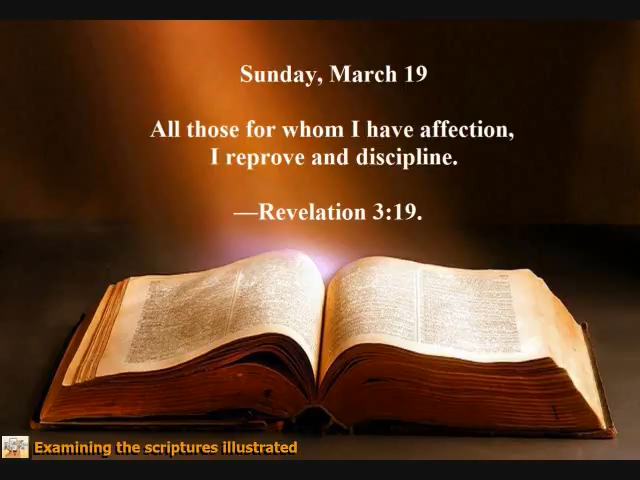 Sunday, March 19
All those for whom I have affection,
I reprove and discipline.
—Revelation 3:19.
Examining the scriptures illustrated